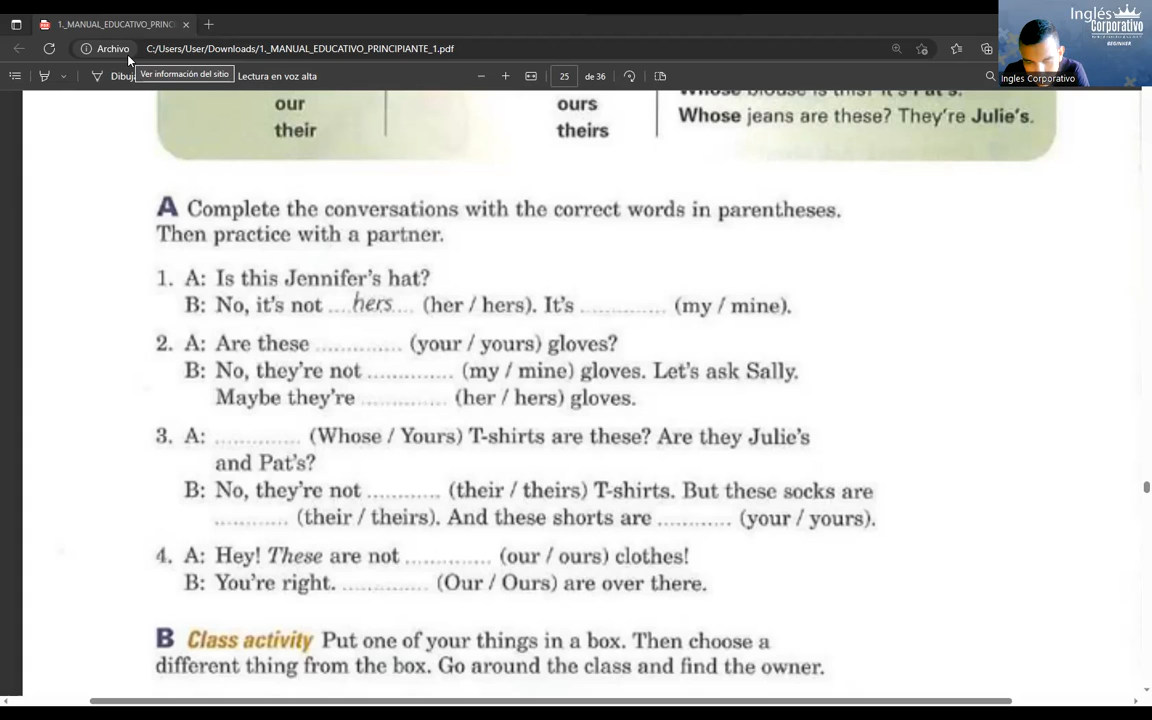 1._MANUAL_EDUCATIVO_PRINCI
Archivo
C:/Users/User/Downloads/1._MANUAL_EDUCATIVO_PRINCIPIANTE_1.pdf
Ver información del sitio
Lectura en voz alta
25
de 36
Inglés
Corporativo
BEGINNER
Ingles Corporativo
our
ours
Whose blouse is this? It's Pat's.
their
theirs
Whose jeans are these? They're Julie's.
A Complete the conversations with the correct words in parentheses.
Then practice with a partner.
1. A: Is this Jennifer's hat?
B: No, it's not ....hers.... (her / hers). It's .............. (my / mine).
2. A: Are these .............. (your / yours) gloves?
B: No, they're not .............. (my / mine) gloves. Let's ask Sally.
Maybe they're .............. (her / hers) gloves.
3. A: .............. (Whose / Yours) T-shirts are these? Are they Julie's
and Pat's?
B: No, they're not ............ (their / theirs) T-shirts. But these socks are
............ (their / theirs). And these shorts are ............ (your / yours).
4. A: Hey! These are not .............. (our / ours) clothes!
B: You're right. .............. (Our / Ours) are over there.
B Class activity Put one of your things in a box. Then choose a
different thing from the box. Go around the class and find the owner.